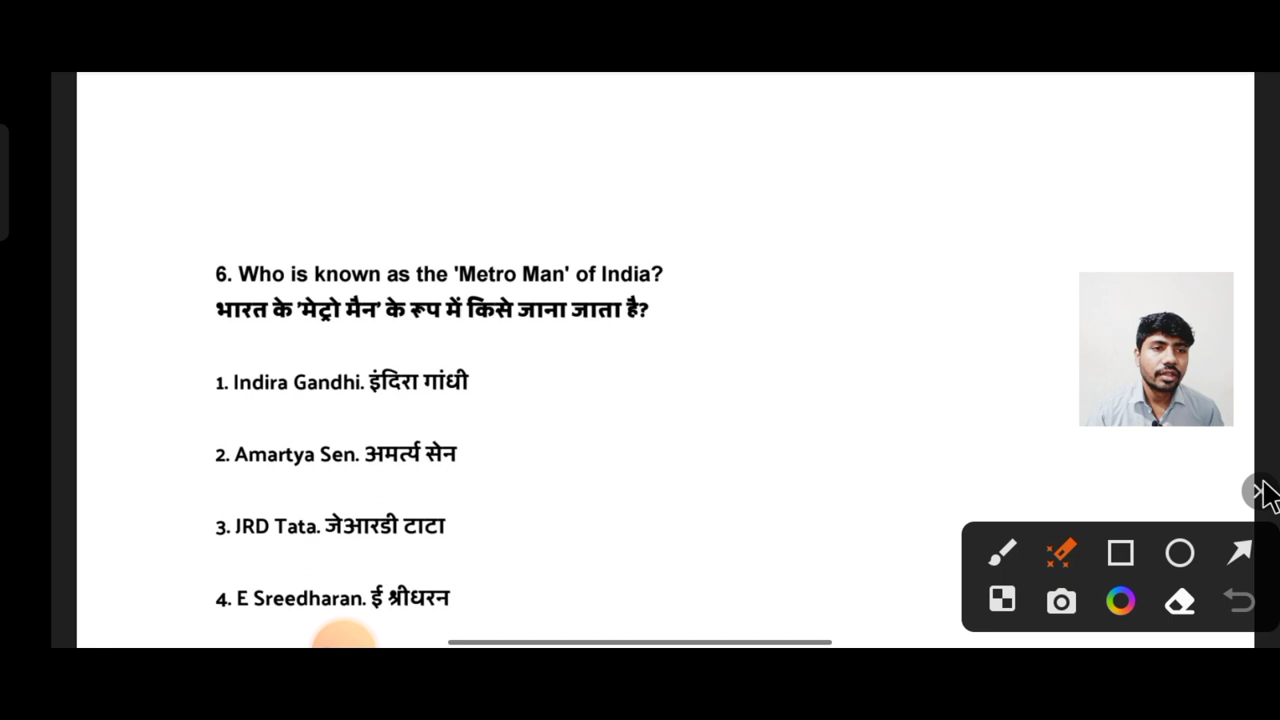 6. Who is known as the 'Metro Man' of India?
भारत के 'मेट्रो मैन' के रूप में किसे जाना जाता है?
1. Indira Gandhi. इंदिरा गांधी
2. Amartya Sen. अमर्त्य सेन
3. JRD Tata. जेआरडी टाटा
4. E Sreedharan. ई श्रीधरन